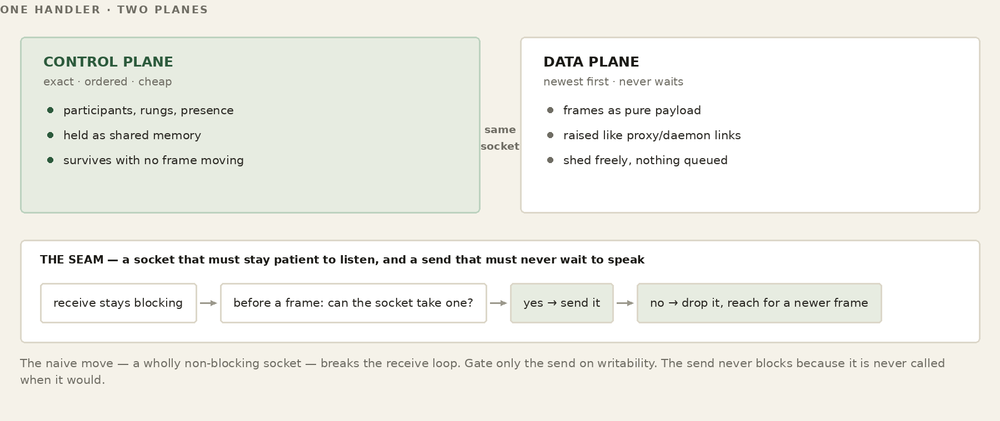 ONE HANDLER · TWO PLANES
CONTROL PLANE
exact · ordered · cheap
participants, rungs, presence
held as shared memory
survives with no frame moving
same
socket
DATA PLANE
newest first · never waits
frames as pure payload
raised like proxy/daemon links
shed freely, nothing queued
THE SEAM — a socket that must stay patient to listen, and a send that must never wait to speak
receive stays blocking
before a frame: can the socket take one?
yes → send it
no → drop it, reach for a newer frame
The naive move — a wholly non-blocking socket — breaks the receive loop. Gate only the send on writability. The send never blocks because it is never called
when it would.